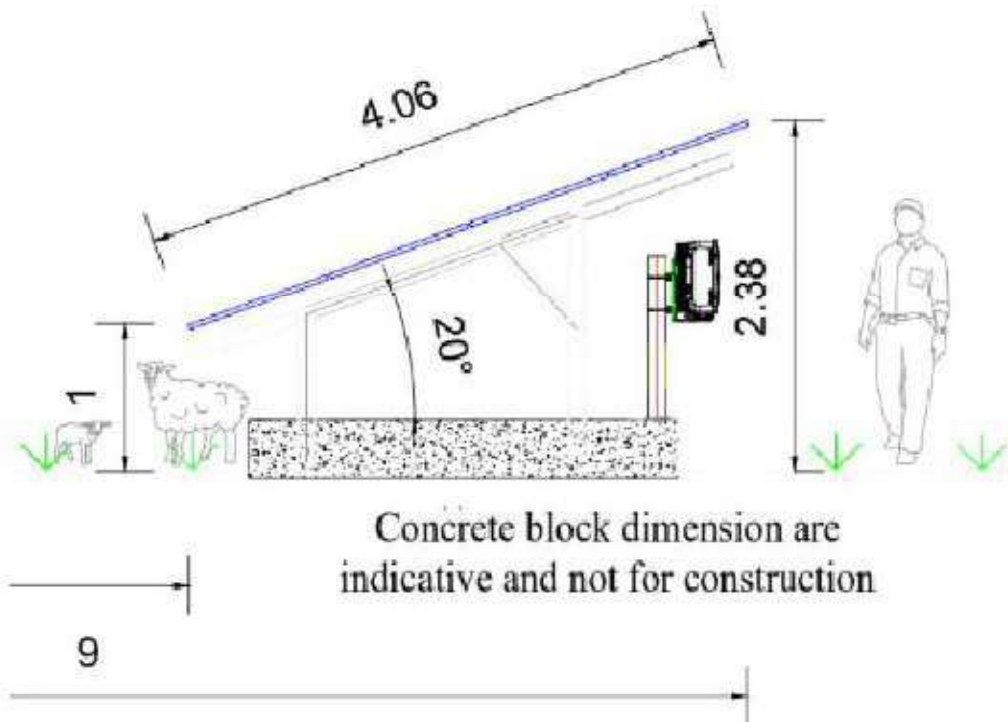 4.06
2.38
20°
1
Concrete block dimension are
indicative and not for construction
9